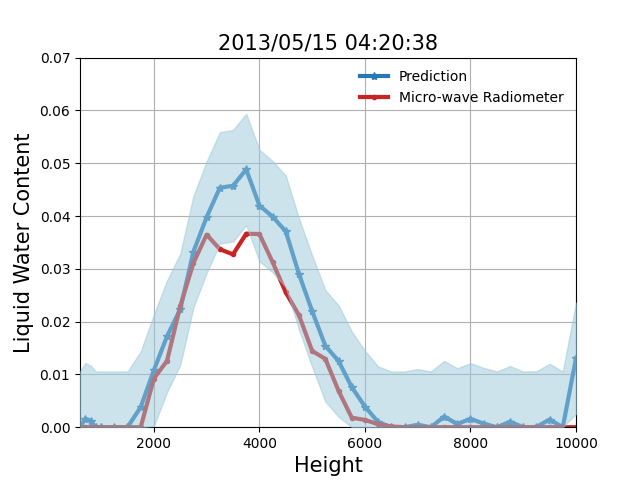 2013/05/15 04:20:38
0.07
0.06
0.05
0.04
0.03
0.02
0.01
0.00
Liquid Water Content
Prediction
Micro-wave Radiometer
2000 4000 6000 8000 10000
Height